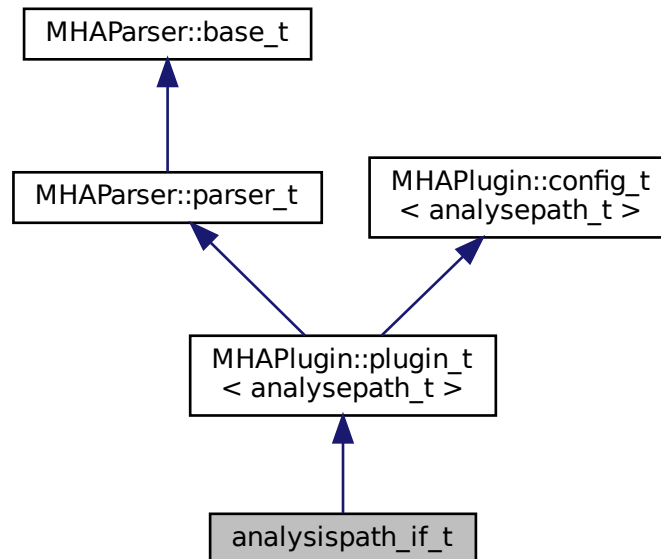 MHAParser::base_t
MHAParser::parser_t
MHAPlugin::config_t
< analysepath_t >
MHAPlugin::plugin_t
< analysepath_t >
analysispath_if_t